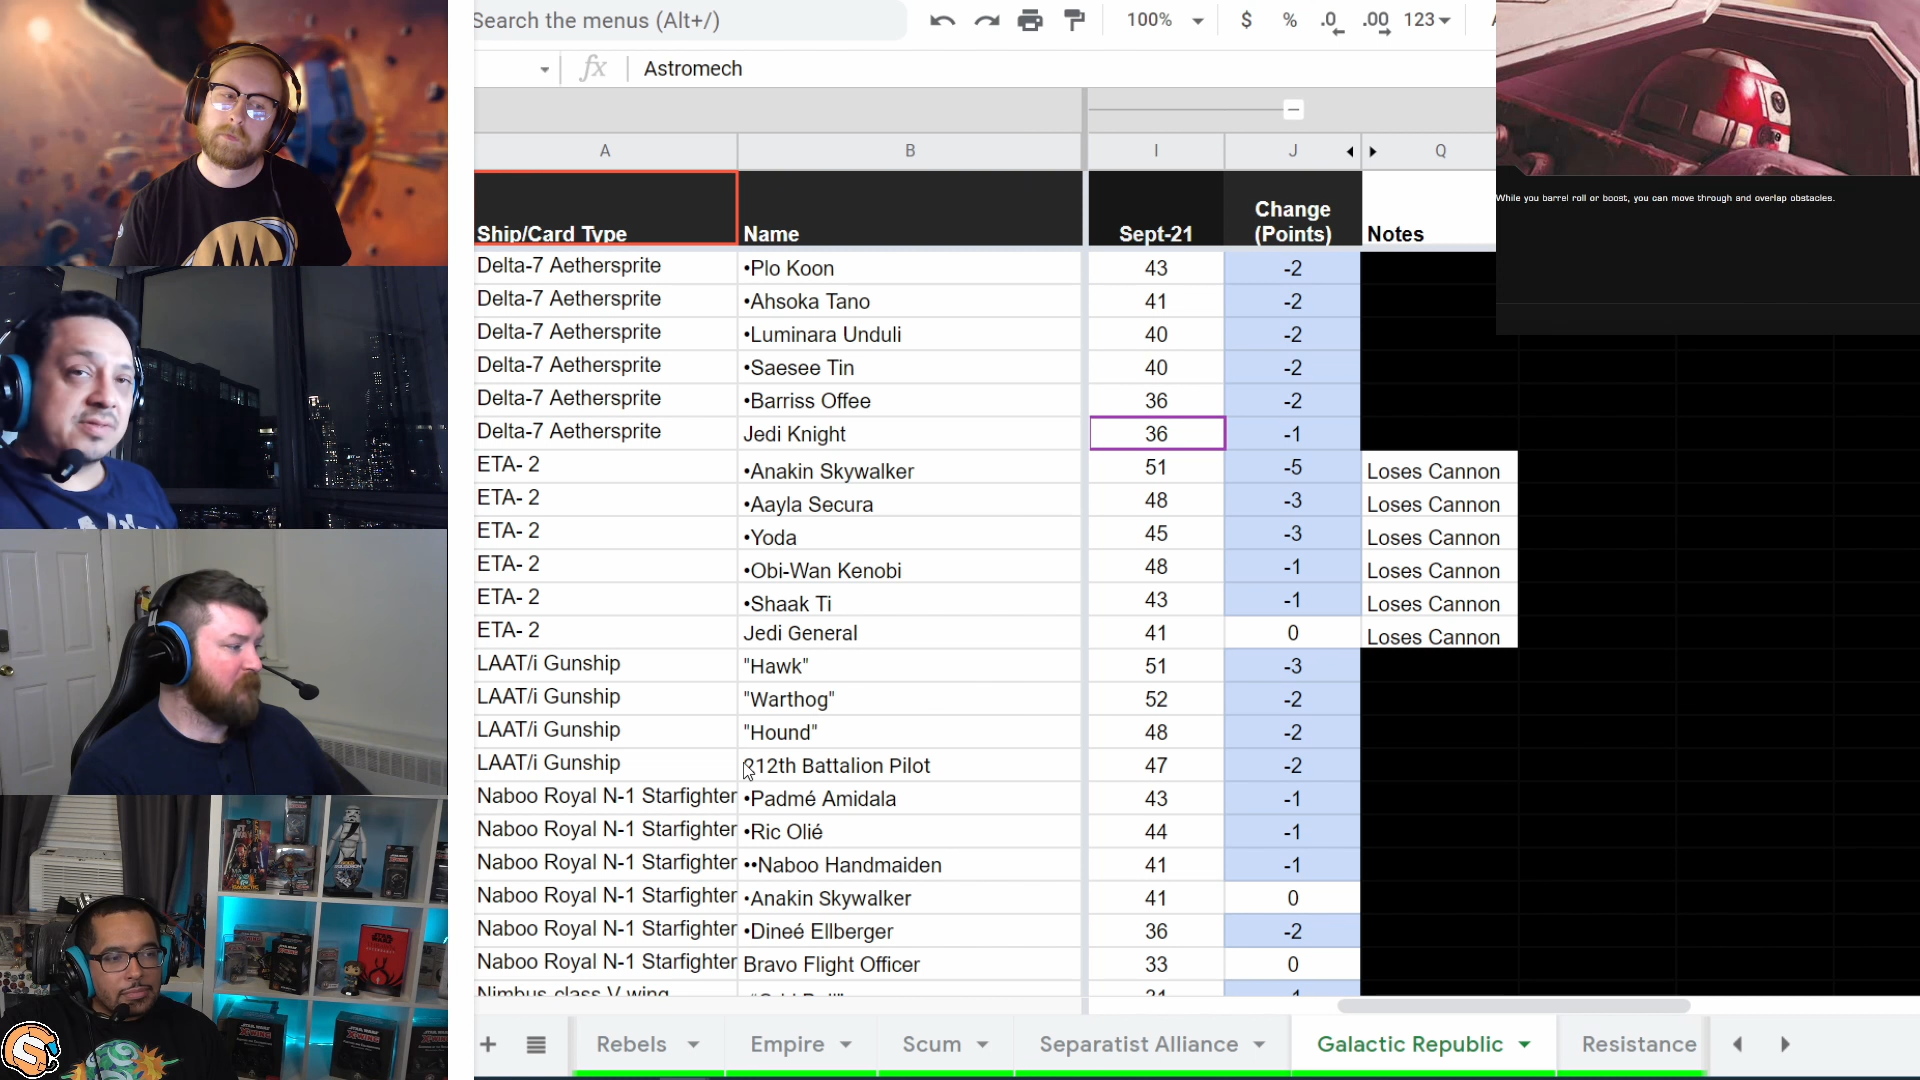 Search the menus (Alt+/)
100%
$
%
.0
.00
123
Astromech
A
B
I
J
Q
Ship/Card Type
Name
Sept-21
Change
(Points)
Notes
Delta-7 Aethersprite •Plo Koon 43 -2
Delta-7 Aethersprite •Ahsoka Tano 41 -2
Delta-7 Aethersprite •Luminara Unduli 40 -2
Delta-7 Aethersprite •Saesee Tin 40 -2
Delta-7 Aethersprite •Barriss Offee 36 -2
Delta-7 Aethersprite Jedi Knight 36 -1
ETA- 2 •Anakin Skywalker 51 -5 Loses Cannon
ETA- 2 •Aayla Secura 48 -3 Loses Cannon
ETA- 2 •Yoda 45 -3 Loses Cannon
ETA- 2 •Obi-Wan Kenobi 48 -1 Loses Cannon
ETA- 2 •Shaak Ti 43 -1 Loses Cannon
ETA- 2 Jedi General 41 0 Loses Cannon
LAAT/i Gunship "Hawk" 51 -3
LAAT/i Gunship "Warthog" 52 -2
LAAT/i Gunship "Hound" 48 -2
LAAT/i Gunship 212th Battalion Pilot 47 -2
Naboo Royal N-1 Starfighter •Padmé Amidala 43 -1
Naboo Royal N-1 Starfighter •Ric Olié 44 -1
Naboo Royal N-1 Starfighter ••Naboo Handmaiden 41 -1
Naboo Royal N-1 Starfighter •Anakin Skywalker 41 0
Naboo Royal N-1 Starfighter •Dineé Ellberger 36 -2
Naboo Royal N-1 Starfighter Bravo Flight Officer 33 0
While you barrel roll or boost, you can move through and overlap obstacles.
Rebels
Empire
Scum
Separatist Alliance
Galactic Republic
Resistance